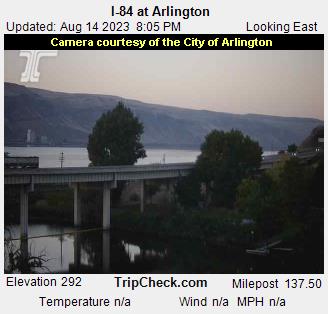 I-84 at Arlington
Updated: Aug 14 2023 8:05 PM Looking East
Camera courtesy of the City of Arlington
Elevation 292 TripCheck.com Milepost 137.50
Temperature n/a Wind n/a MPH n/a